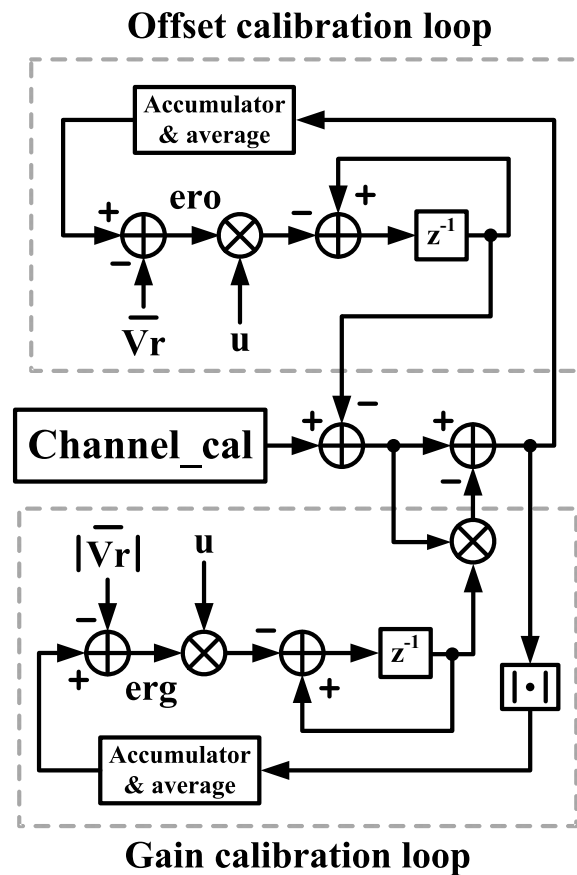 Offset calibration loop
Accumulator
& average
+
ero
−
+
−
z⁻¹
V̅r̅
u
−
+
+
Channel_cal
−
|V̅r̅|
u
−
−
z⁻¹
+
erg
+
|•|
Accumulator
& average
Gain calibration loop